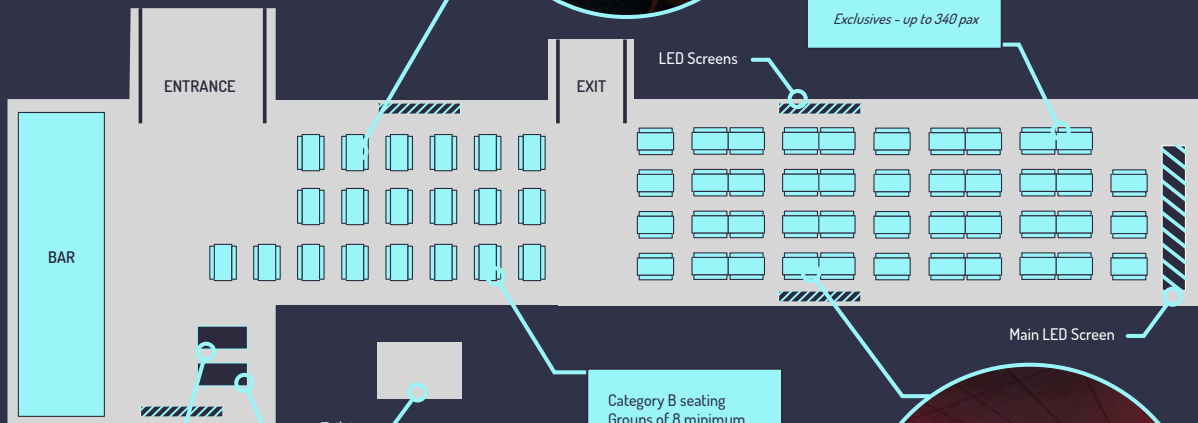 Exclusives - up to 340 pax
LED Screens
ENTRANCE
EXIT
BAR
Main LED Screen
Category B seating
Groups of 8 minimum